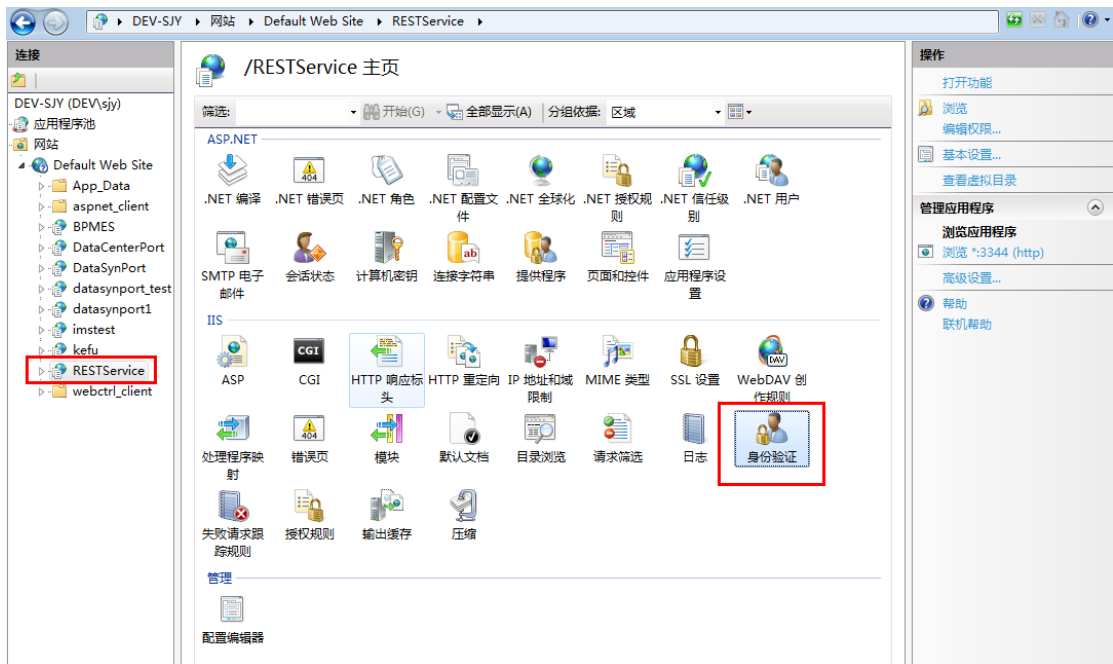 DEV-SJY 网站 Default Web Site RESTService
连接
DEV-SJY (DEV\sjy)
应用程序池
网站
Default Web Site
App_Data
aspnet_client
BPMES
DataCenterPort
DataSynPort
datasynport_test
datasynport1
imstest
kefu
RESTService
webctrl_client
/RESTService 主页
筛选: 开始(G) 全部显示(A) 分组依据: 区域
ASP.NET
.NET 编译 .NET 错误页 .NET 角色 .NET 配置文 .NET 全球化 .NET 授权规 .NET 信任级 .NET 用户
件 则 别
ab
SMTP 电子 会话状态 计算机密钥 连接字符串 提供程序 页面和控件 应用程序设
邮件 置
IIS
CGI DAV
ASP CGI HTTP 响应标 HTTP 重定向 IP 地址和域 MIME 类型 SSL 设置 WebDAV 创
头 限制 作规则
404
处理程序映 错误页 模块 默认文档 目录浏览 请求筛选 日志 身份验证
射
失败请求跟 授权规则 输出缓存 压缩
踪规则
管理
配置编辑器
操作
打开功能
浏览
编辑权限...
基本设置...
查看虚拟目录
管理应用程序
浏览应用程序
浏览 *:3344 (http)
高级设置...
帮助
联机帮助